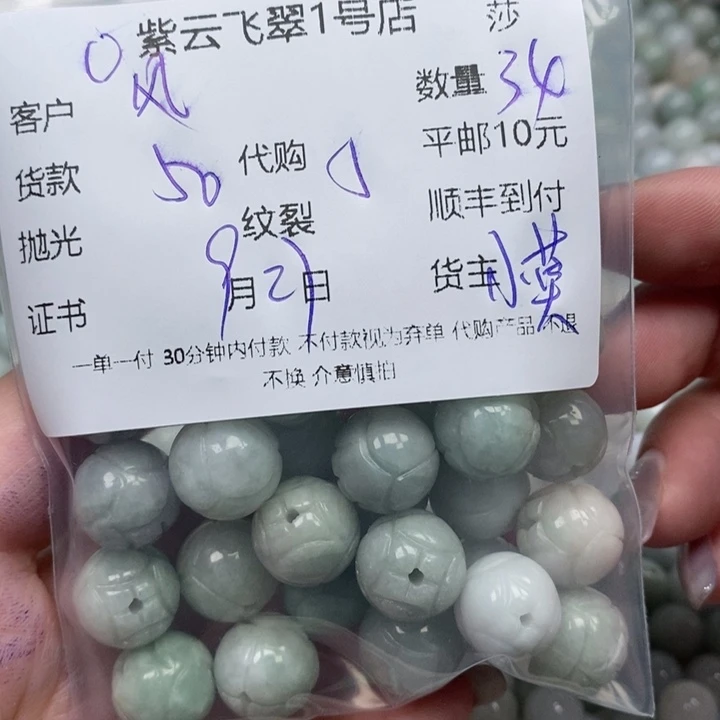 紫云飞翠1号店 莎
客户 风 数量 34
货款 50 代购 平邮10元
抛光 纹裂 顺丰到付
证书 9月2日 货主
一单一付 30分钟内付款 不付款视为弃单 代购产品 不退
不换 介意慎拍